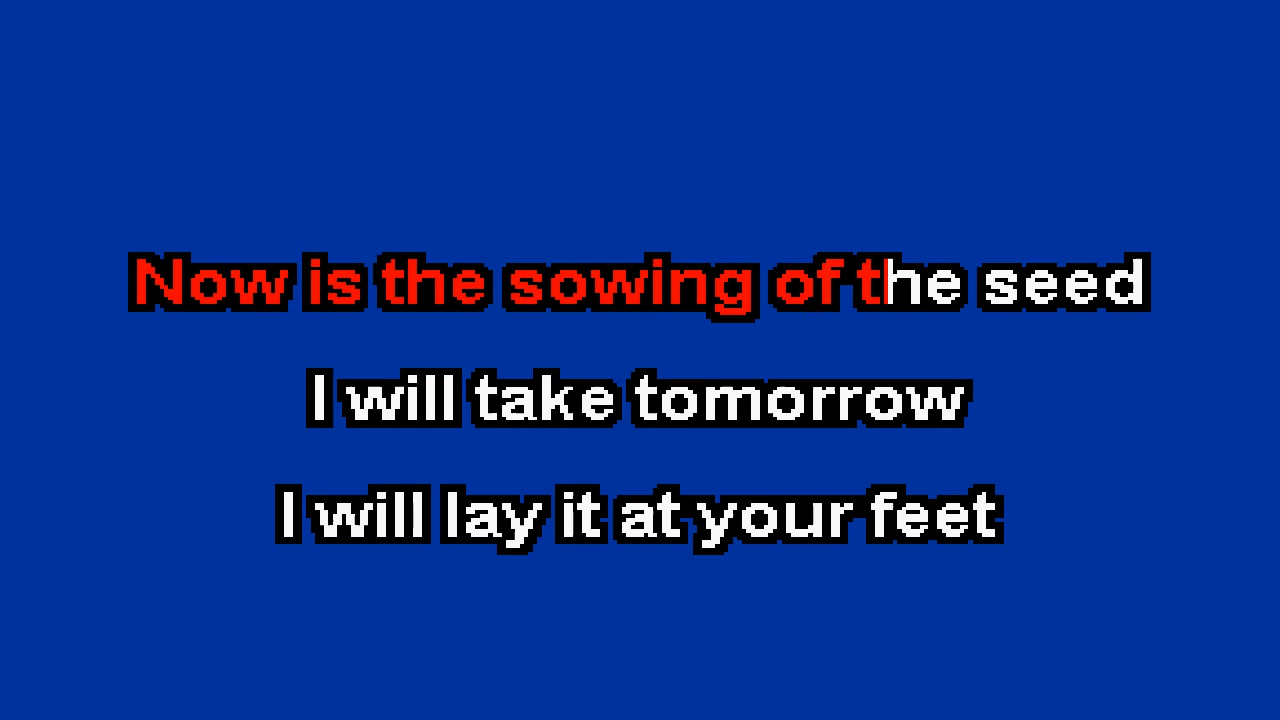 Now is the sowing of the seed
I will take tomorrow
I will lay it at your feet